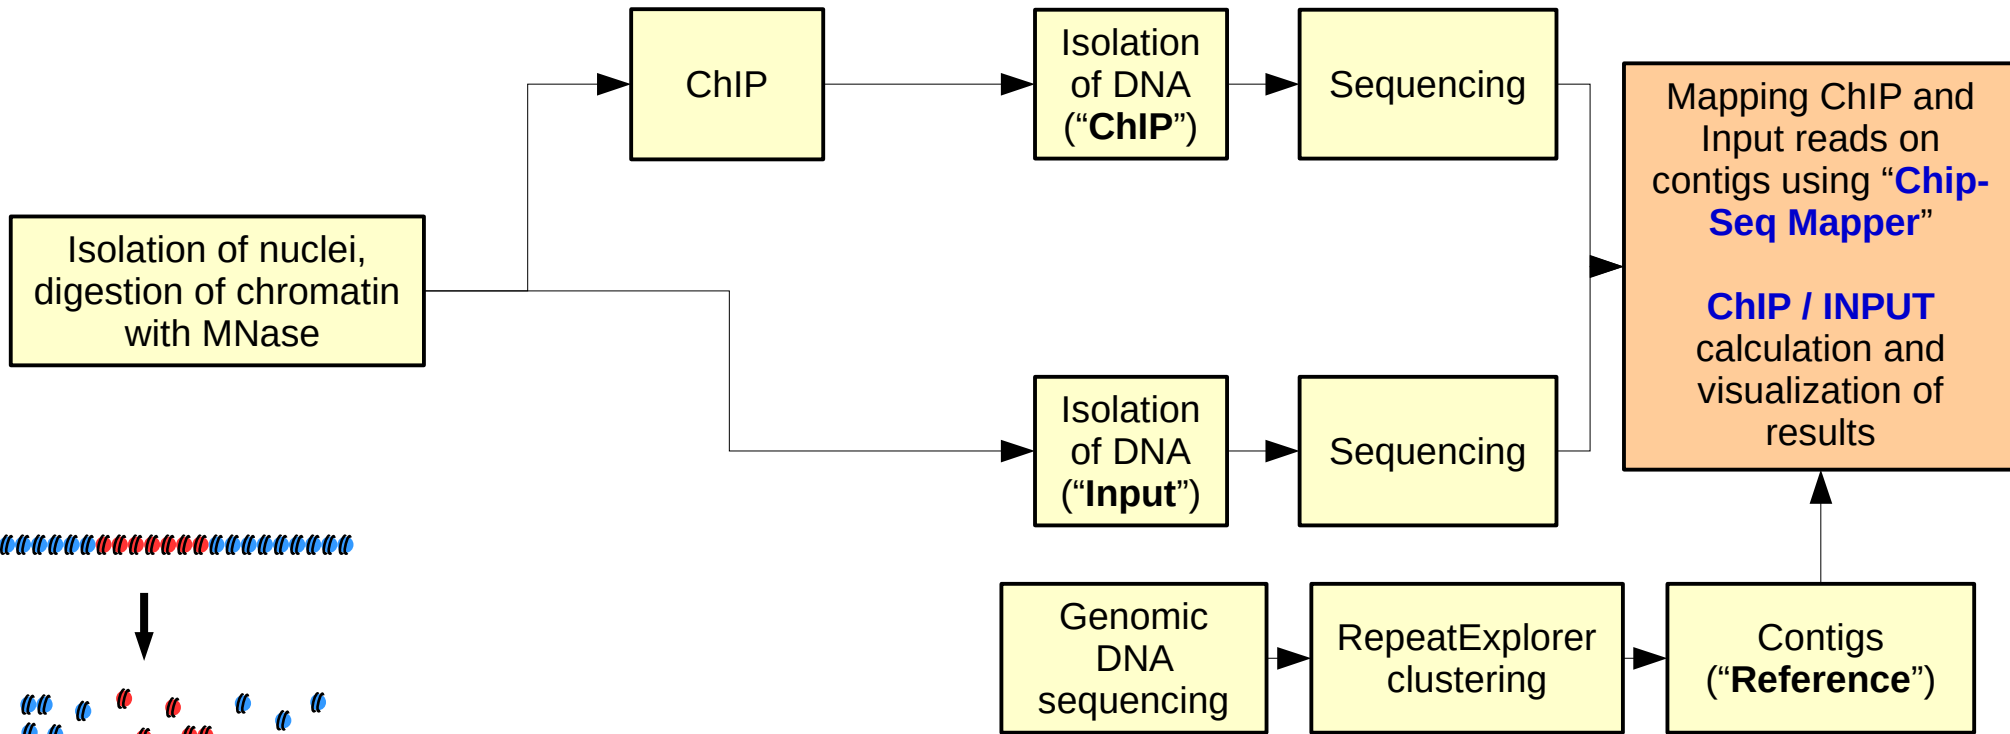 ChIP
Isolation
of DNA
(“ChIP”)
Sequencing
Mapping ChIP and
Input reads on
contigs using “Chip-
Seq Mapper”
ChIP / INPUT
calculation and
visualization of
results
Isolation of nuclei,
digestion of chromatin
with MNase
Isolation
of DNA
(“Input”)
Sequencing
Genomic
DNA
sequencing
RepeatExplorer
clustering
Contigs
(“Reference”)